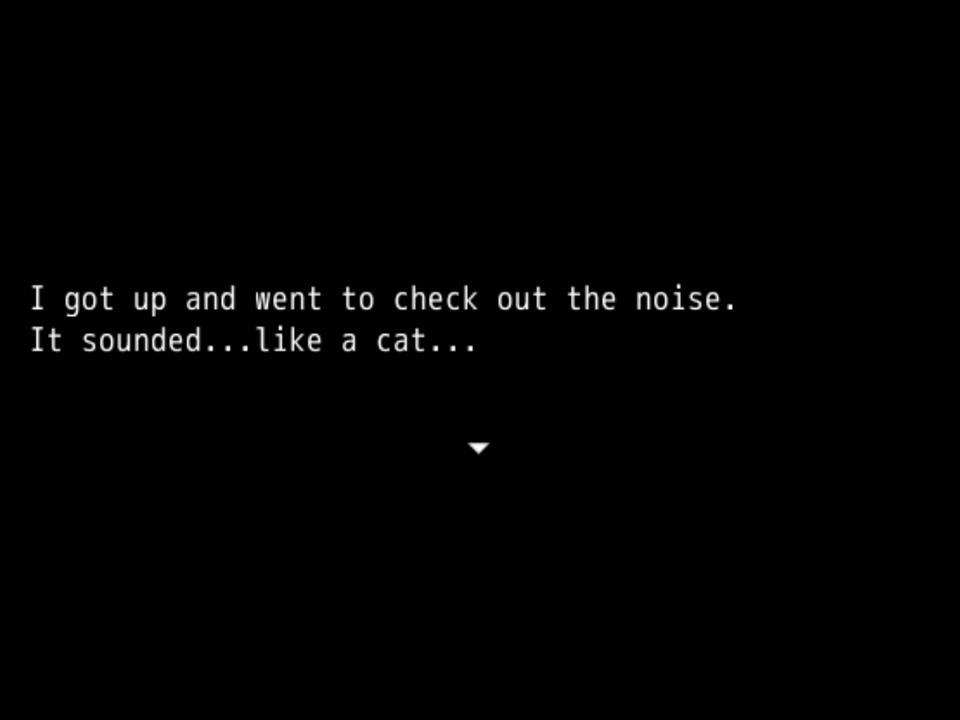 I got up and went to check out the noise.
It sounded...like a cat...